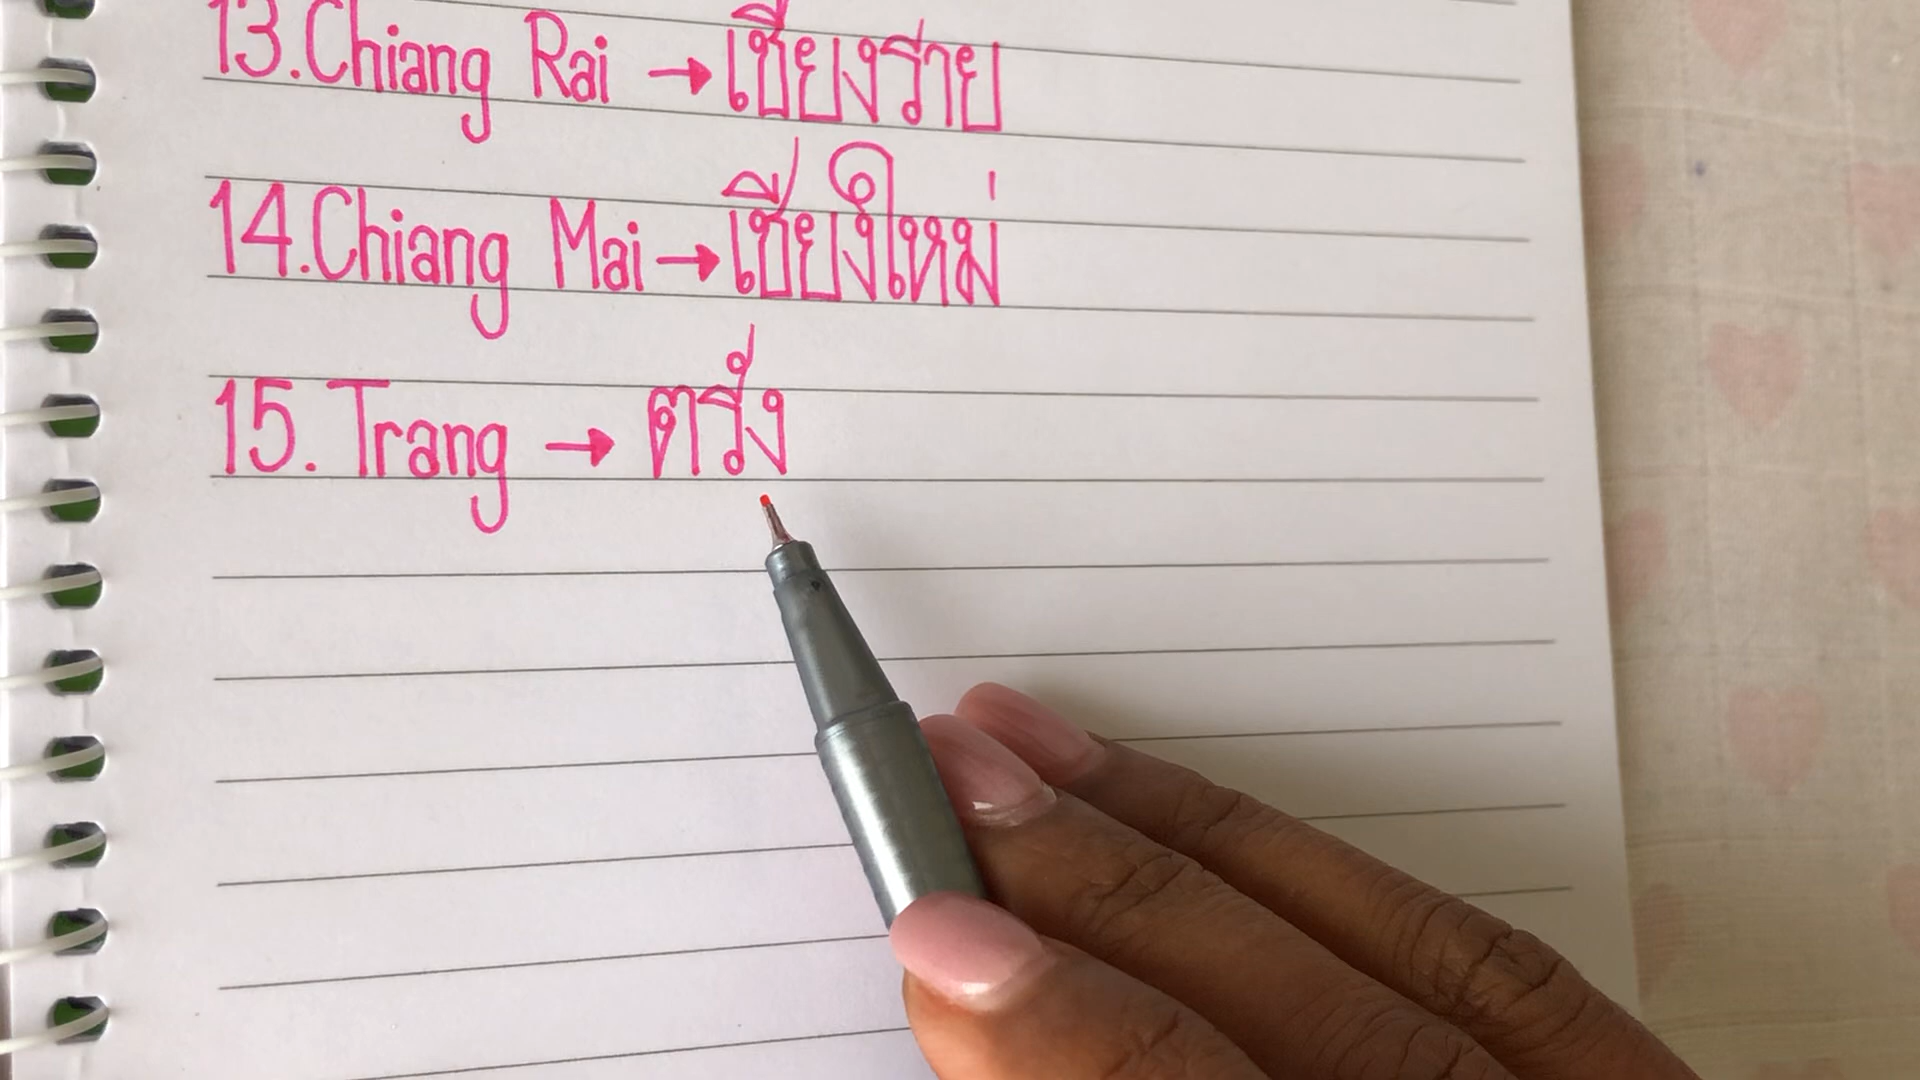 13. Chiang Rai → เชียงราย
14. Chiang Mai → เชียงใหม่
15. Trang → ตรัง